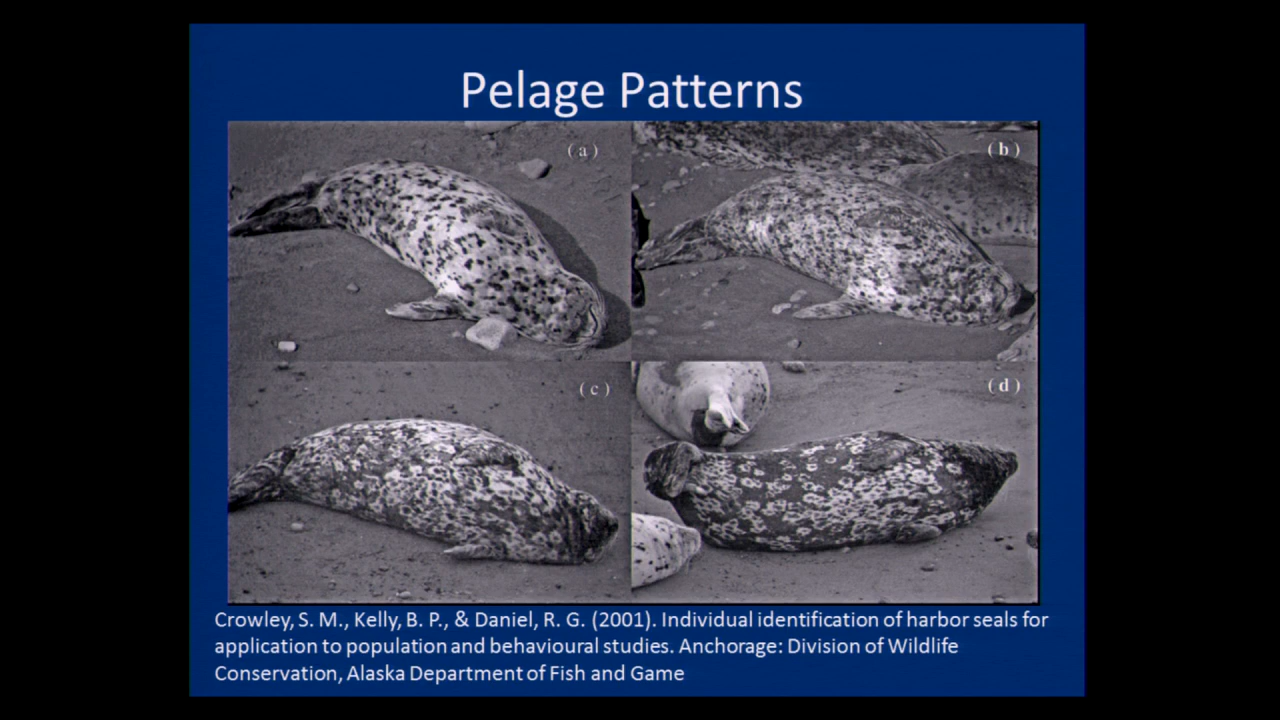 Pelage Patterns
(a)
(b)
(c)
(d)
Crowley, S. M., Kelly, B. P., & Daniel, R. G. (2001). Individual identification of harbor seals for
application to population and behavioural studies. Anchorage: Division of Wildlife
Conservation, Alaska Department of Fish and Game